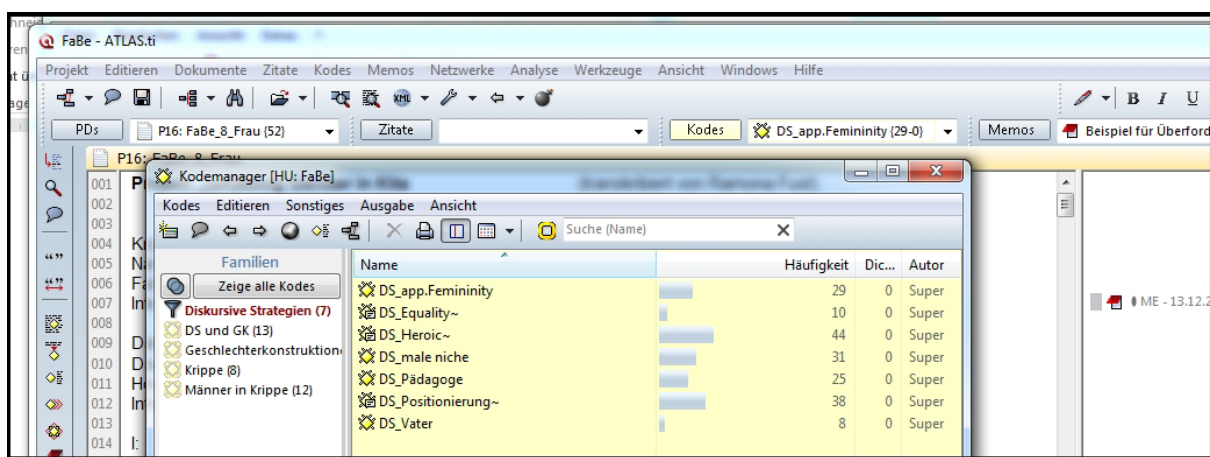 FaBe - ATLAS.ti
Projekt Editieren Dokumente Zitate Kodes Memos Netzwerke Analyse Werkzeuge Ansicht Windows Hilfe
XML
B I U
PDs P16: FaBe_8_Frau {52} Zitate Kodes DS_app.Femininity {29-0} Memos Beispiel für Überford
P16: FaBe_8_Frau
Kodemanager [HU: FaBe]
Kodes Editieren Sonstiges Ausgabe Ansicht
Suche (Name)
Familien Name Häufigkeit Dic... Autor
Zeige alle Kodes
Diskursive Strategien (7)
DS und GK (13)
Geschlechterkonstruktion
Krippe (8)
Männer in Krippe (12)
DS_app.Femininity 29 0 Super
DS_Equality~ 10 0 Super
DS_Heroic~ 44 0 Super
DS_male niche 31 0 Super
DS_Pädagoge 25 0 Super
DS_Positionierung~ 38 0 Super
DS_Vater 8 0 Super
001
002
003
004
005
006
007
008
009
010
011
012
013
014 I:
ME - 13.12.2